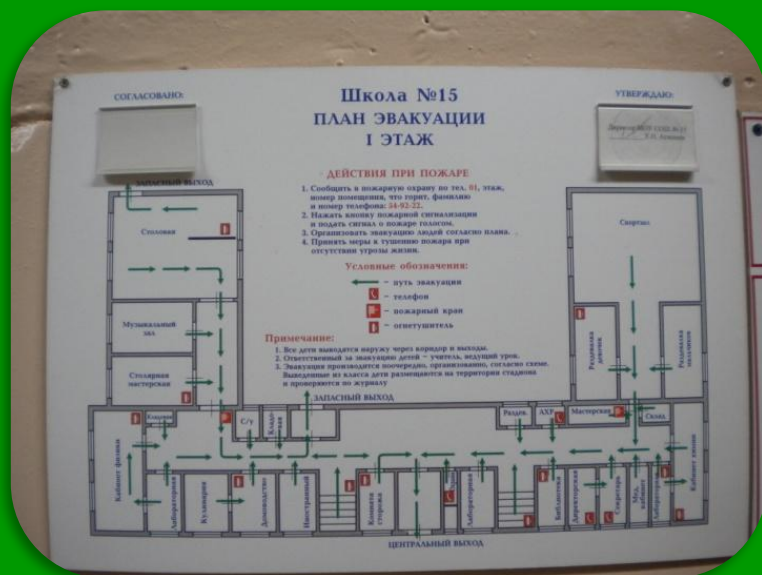 СОГЛАСОВАНО:
Школа №15
ПЛАН ЭВАКУАЦИИ
I ЭТАЖ
УТВЕРЖДАЮ:
ДЕЙСТВИЯ ПРИ ПОЖАРЕ
1. Сообщить в пожарную охрану по тел. 01, этаж,
номер помещения, что горит, фамилию
и номер телефона: 34-92-22.
2. Нажать кнопку пожарной сигнализации
и подать сигнал о пожаре голосом.
3. Организовать эвакуацию людей согласно плана.
4. Принять меры к тушению пожара при
отсутствии угрозы жизни.
Условные обозначения:
– путь эвакуации
– телефон
– пожарный кран
– огнетушитель
Примечание:
1. Все дети выводятся наружу через коридор и выходы.
2. Ответственный за эвакуацию детей – учитель, ведущий урок.
3. Эвакуация производится поочередно, организованно, согласно схеме.
Выведенные из класса дети размещаются на территории стадиона
и проверяются по журналу
ЗАПАСНЫЙ ВЫХОД
Столовая
Музыкальный
зал
Столярная
мастерская
Спортзал
Раздевалка
девочек
Раздевалка
мальчиков
ЗАПАСНЫЙ ВЫХОД
Кабинет физики
Кладовая
С/у
Кладо-
вая
Раздев.
АХР
Мастерская
Склад
Кабинет химии
Лаборатория
Кулинария
Домоводство
Иностранный
Комната
сторожа
Лаборатория
Библиотека
Директорская
Секретарь
Мед.
кабинет
Лаборатория
ЦЕНТРАЛЬНЫЙ ВЫХОД